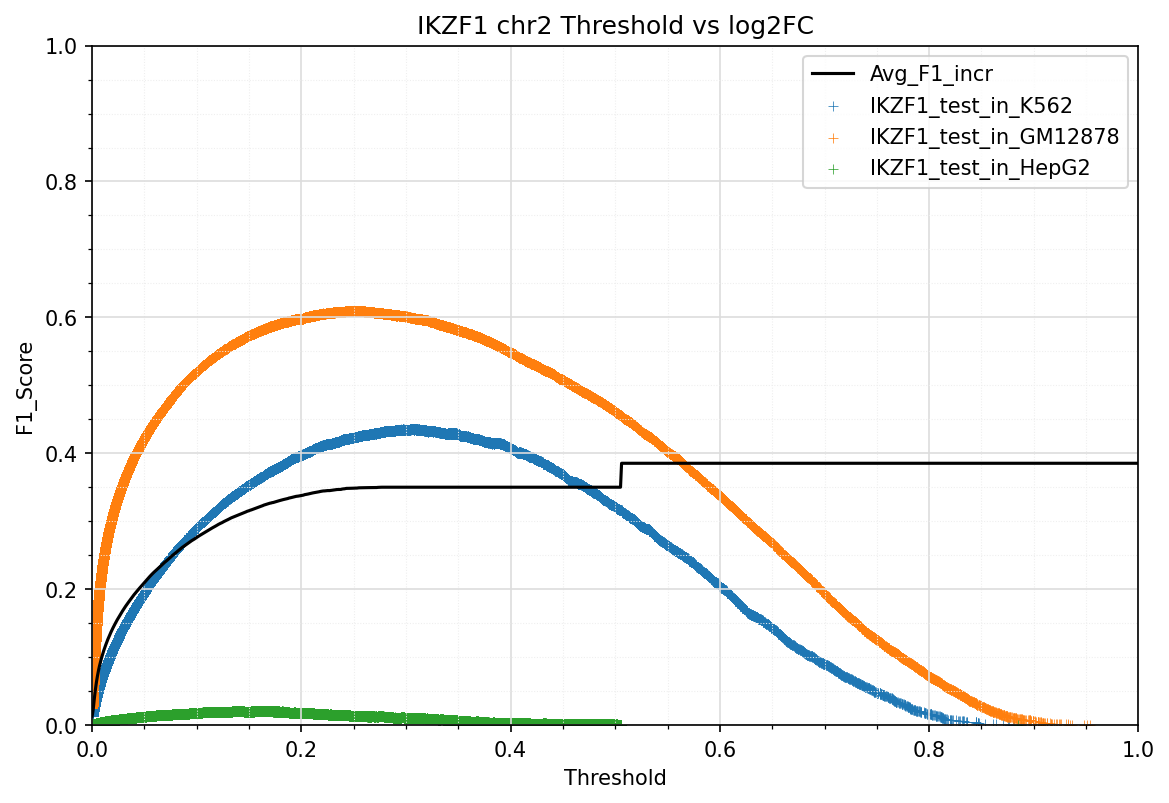 IKZF1 chr2 Threshold vs log2FC
Avg_F1_incr
IKZF1_test_in_K562
IKZF1_test_in_GM12878
IKZF1_test_in_HepG2
F1_Score
1.0
0.8
0.6
0.4
0.2
0.0
0.0 0.2 0.4 0.6 0.8 1.0
Threshold